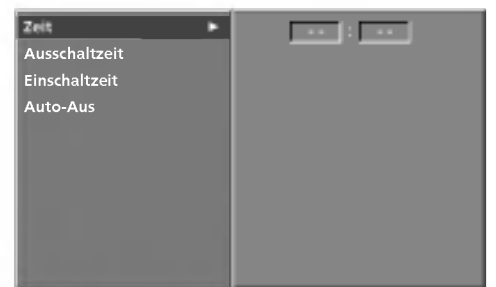 Zeit ►
-- : --
Ausschaltzeit
Einschaltzeit
Auto-Aus